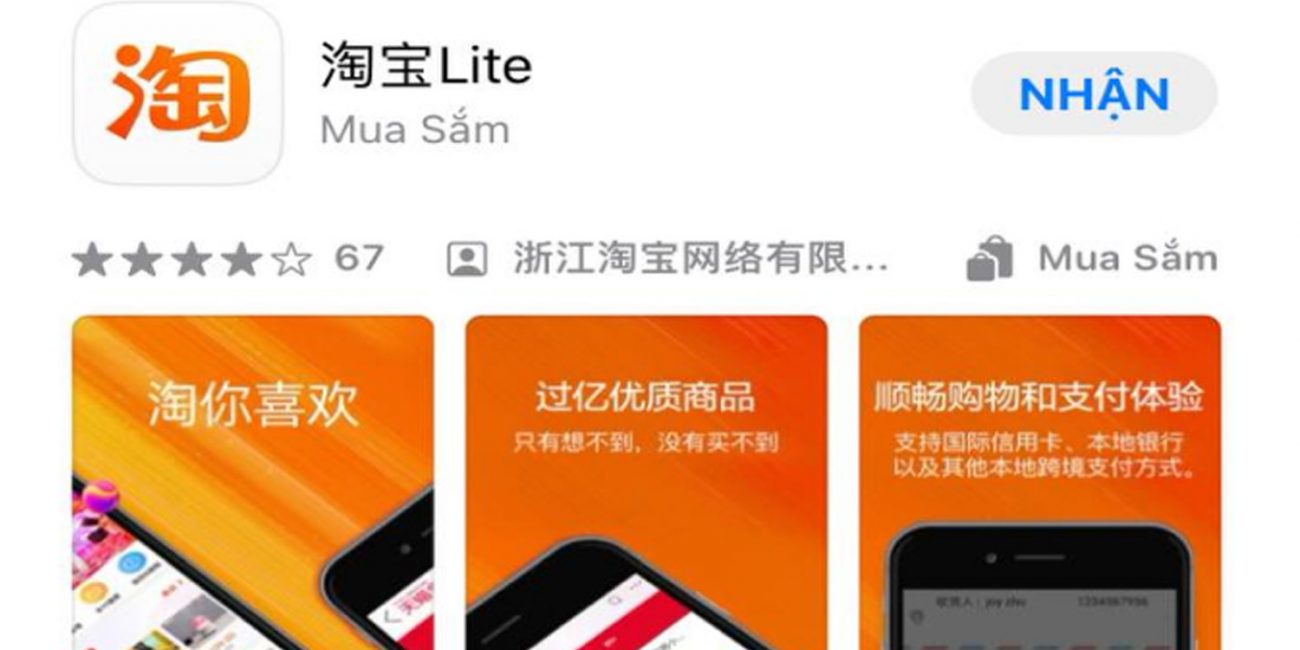 淘
淘宝Lite
Mua Sắm
NHẬN
67
浙江淘宝网络有限...
Mua Sắm
淘你喜欢
过亿优质商品
只有想不到，没有买不到
顺畅购物和支付体验
支持国际信用卡、本地银行
以及其他本地跨境支付方式。